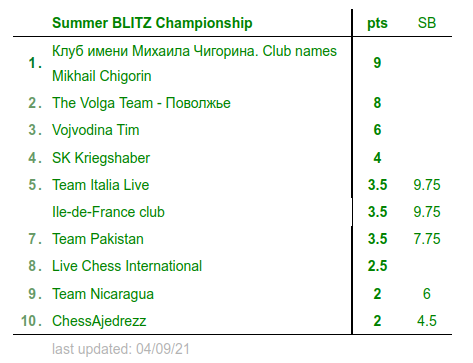 Summer BLITZ Championship pts SB
Клуб имени Михаила Чигорина. Club names
1. Mikhail Chigorin 9
2. The Volga Team - Поволжье 8
3. Vojvodina Tim 6
4. SK Kriegshaber 4
5. Team Italia Live 3.5 9.75
Ile-de-France club 3.5 9.75
7. Team Pakistan 3.5 7.75
8. Live Chess International 2.5
9. Team Nicaragua 2 6
10. ChessAjedrezz 2 4.5
last updated: 04/09/21